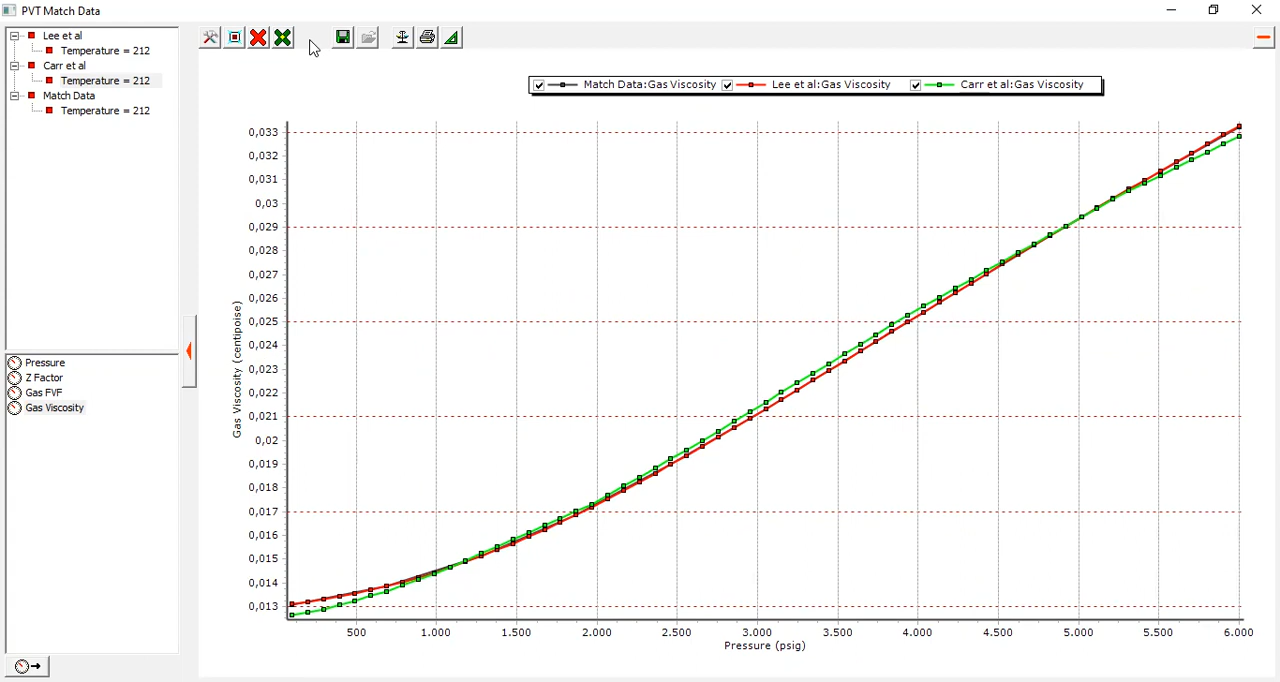 PVT Match Data
Lee et al
Temperature = 212
Carr et al
Temperature = 212
Match Data
Temperature = 212
Pressure
Z Factor
Gas FVF
Gas Viscosity
Match Data:Gas Viscosity Lee et al:Gas Viscosity Carr et al:Gas Viscosity
Gas Viscosity (centipoise)
0,033
0,032
0,031
0,03
0,029
0,028
0,027
0,026
0,025
0,024
0,023
0,022
0,021
0,02
0,019
0,018
0,017
0,016
0,015
0,014
0,013
500 1.000 1.500 2.000 2.500 3.000 3.500 4.000 4.500 5.000 5.500 6.000
Pressure (psig)